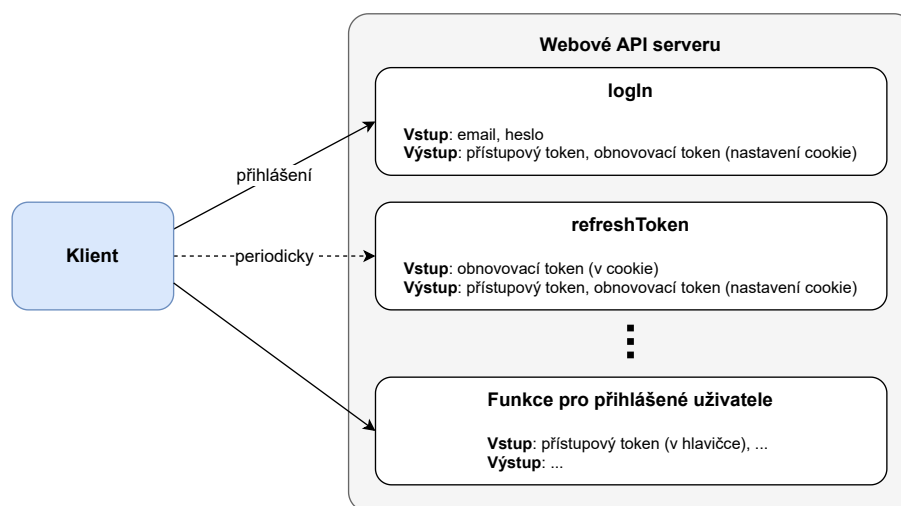 Webové API serveru
logIn
Vstup: email, heslo
Výstup: přístupový token, obnovovací token (nastavení cookie)
přihlášení
Klient
periodicky
refreshToken
Vstup: obnovovací token (v cookie)
Výstup: přístupový token, obnovovací token (nastavení cookie)
Funkce pro přihlášené uživatele
Vstup: přístupový token (v hlavičce), ...
Výstup: ...